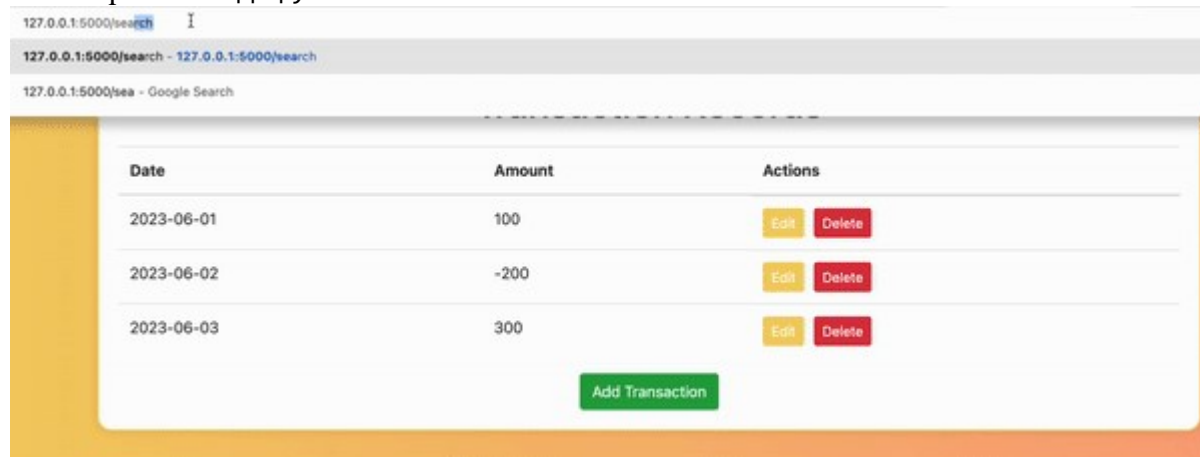 127.0.0.1:5000/search
127.0.0.1:5000/search - 127.0.0.1:5000/search
127.0.0.1:5000/sea - Google Search
Date Amount Actions
2023-06-01 100 Edit Delete
2023-06-02 -200 Edit Delete
2023-06-03 300 Edit Delete
Add Transaction